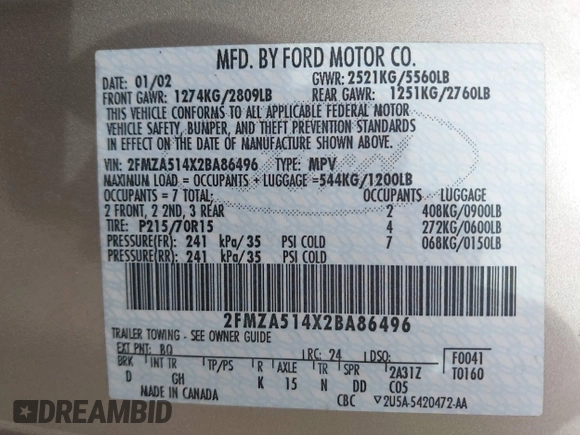 MFD. BY FORD MOTOR CO.
DATE: 01/02 GVWR: 2521KG/5560LB
FRONT GAWR: 1274KG/2809LB REAR GAWR: 1251KG/2760LB
THIS VEHICLE CONFORMS TO ALL APPLICABLE FEDERAL MOTOR
VEHICLE SAFETY, BUMPER, AND THEFT PREVENTION STANDARDS
IN EFFECT ON THE DATE OF MANUFACTURE SHOWN ABOVE.
VIN: 2FMZA514X2BA86496 TYPE: MPV
MAXIMUM LOAD = OCCUPANTS + LUGGAGE = 544KG/1200LB
OCCUPANTS = 7 TOTAL: OCCUPANTS LUGGAGE
2 FRONT, 2 2ND, 3 REAR 2 408KG/0900LB
TIRE: P215/70R15 4 272KG/0600LB
PRESSURE(FR): 241 kPa/35 PSI COLD 7 068KG/0150LB
PRESSURE(RR): 241 kPa/35 PSI COLD
2FMZA514X2BA86496
TRAILER TOWING - SEE OWNER GUIDE
EXT PNT: BQ RC: 24 DSO: F0041
BRK INT TR TP/PS R AXLE TR SPR 2A31Z T0160
D GH K 15 N DD C05
MADE IN CANADA CBC 2U5A-5420472-AA
DREAMBID